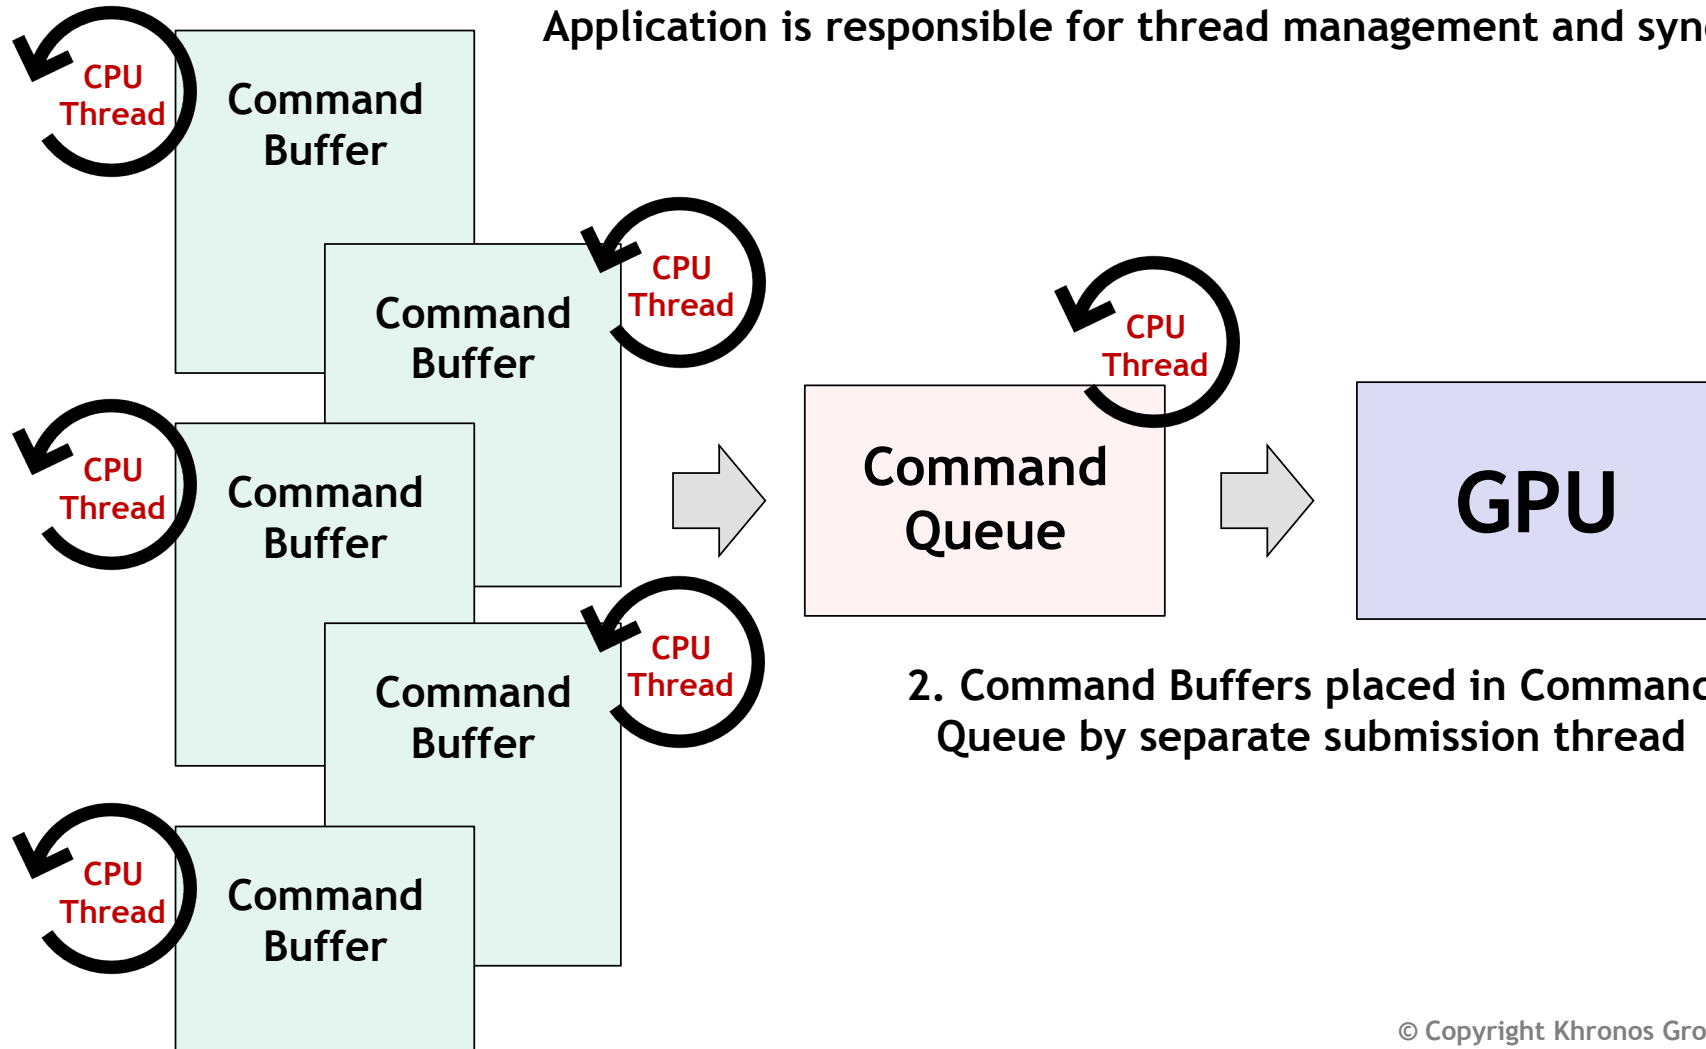 Application is responsible for thread management and sync
CPU
Thread
Command
Buffer
CPU
Thread
Command
Buffer
CPU
Thread
Command
Queue
GPU
CPU
Thread
Command
Buffer
CPU
Thread
Command
Buffer
2. Command Buffers placed in Command
Queue by separate submission thread
CPU
Thread
Command
Buffer
© Copyright Khronos Gro